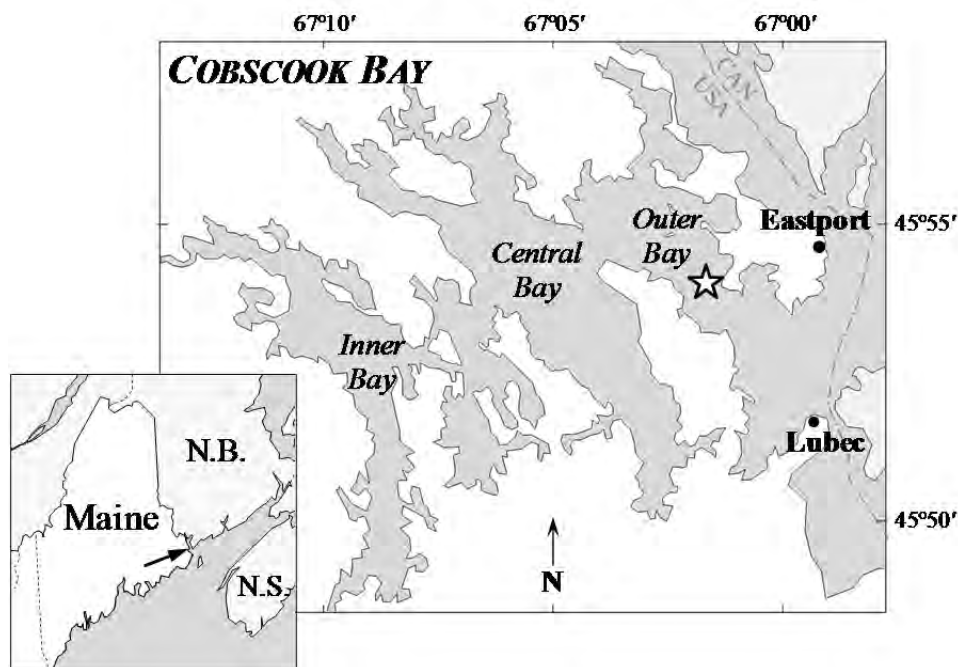 67°10' 67°05' 67°00'
COBSCOOK BAY
CAN
USA
Outer
Bay
Eastport
45°55'
Central
Bay
Inner
Bay
Lubec
N.B.
Maine
45°50'
N
N.S.